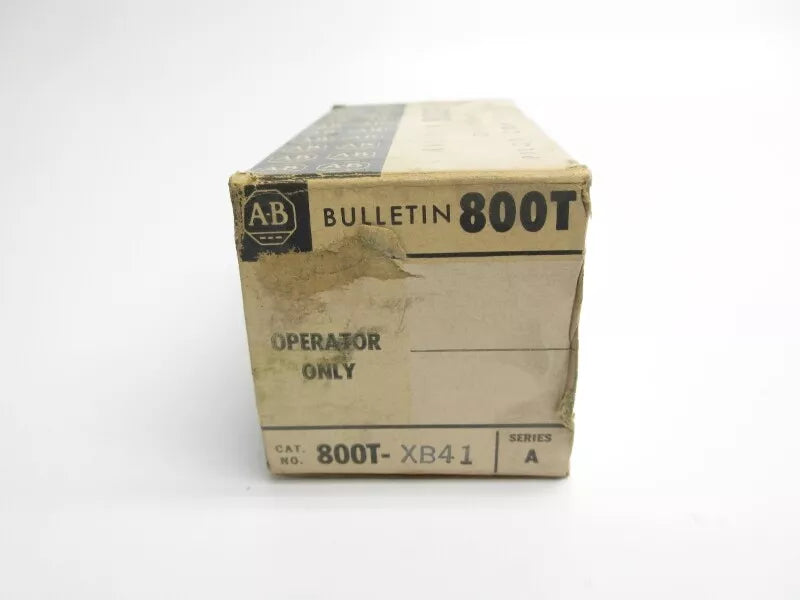 A-B
BULLETIN 800T
OPERATOR
ONLY
CAT.
NO. 800T- XB41
SERIES
A